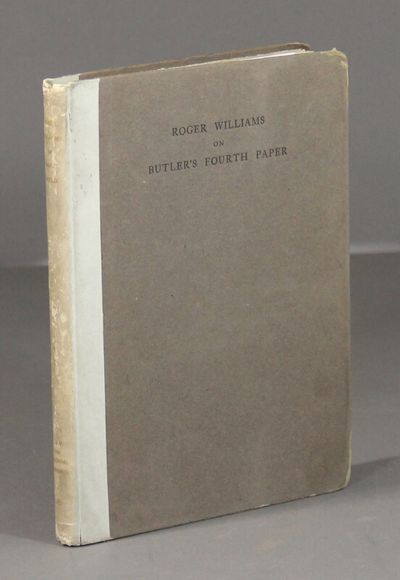 ROGER WILLIAMS
ON
BUTLER'S FOURTH PAPER